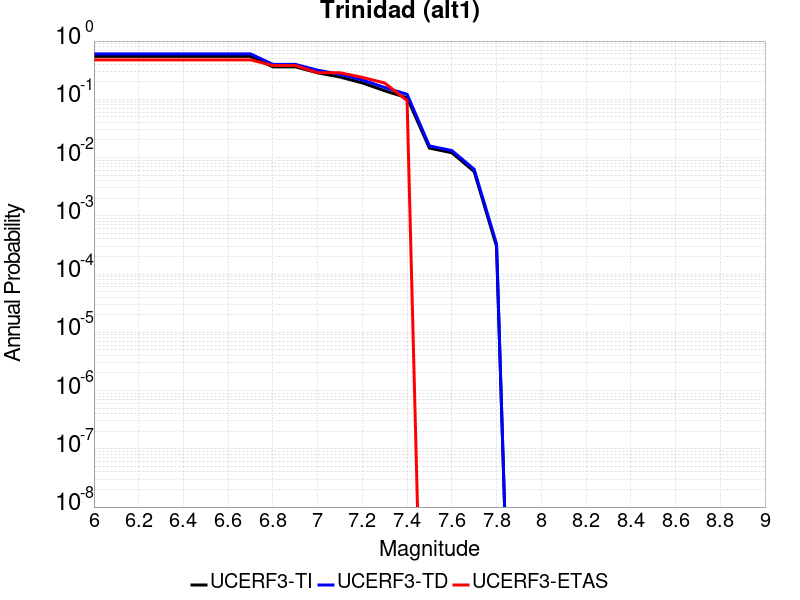 Trinidad (alt1)
10^0
10^-1
10^-2
10^-3
10^-4
10^-5
10^-6
10^-7
10^-8
Annual Probability
6 6.2 6.4 6.6 6.8 7 7.2 7.4 7.6 7.8 8 8.2 8.4 8.6 8.8 9
Magnitude
UCERF3-TI UCERF3-TD UCERF3-ETAS